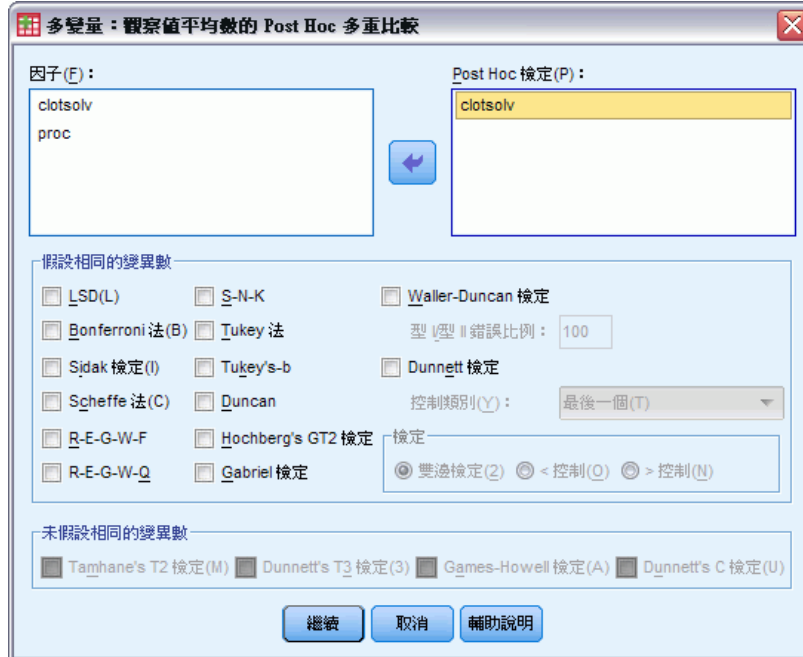 多變量：觀察值平均數的 Post Hoc 多重比較
因子(F)：
clotsolv
proc
Post Hoc 檢定(P)：
clotsolv
假設相同的變異數
LSD(L)
S-N-K
Waller-Duncan 檢定
Bonferroni 法(B)
Tukey 法
型 I/型 II 錯誤比例： 100
Sidak 檢定(I)
Tukey's-b
Dunnett 檢定
Scheffe 法(C)
Duncan
控制類別(Y)： 最後一個(T)
R-E-G-W-F
Hochberg's GT2 檢定
檢定
R-E-G-W-Q
Gabriel 檢定
雙邊檢定(2) < 控制(O) > 控制(N)
未假設相同的變異數
Tamhane's T2 檢定(M) Dunnett's T3 檢定(3) Games-Howell 檢定(A) Dunnett's C 檢定(U)
繼續 取消 輔助說明